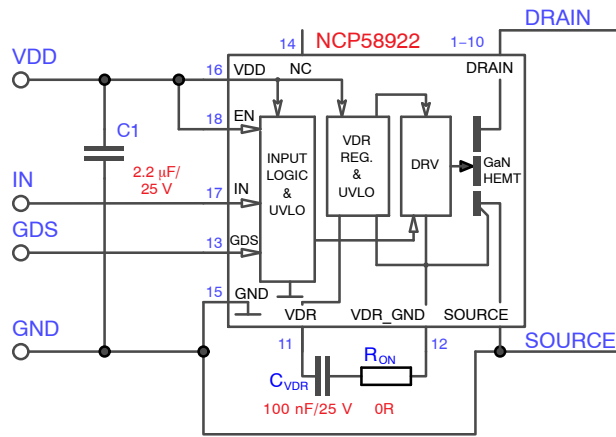 DRAIN
14
NCP58922
1–10
VDD
16
VDD
NC
DRAIN
C1
18
EN
INPUT
LOGIC
&
UVLO
VDR
REG.
&
UVLO
DRV
GaN
HEMT
2.2 µF/
25 V
IN
17
IN
GDS
13
GDS
15
GND
GND
VDR
VDR_GND
SOURCE
11
12
SOURCE
CVDR
RON
100 nF/25 V
0R